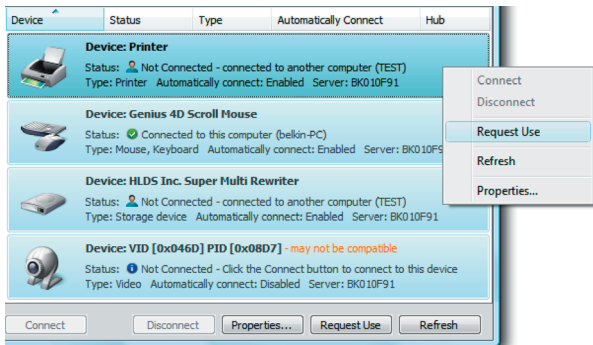 Device Status Type Automatically Connect Hub
Device: Printer
Status: Not Connected - connected to another computer (TEST)
Type: Printer Automatically connect: Enabled Server: BK010F91
Device: Genius 4D Scroll Mouse
Status: Connected to this computer (belkin-PC)
Type: Mouse, Keyboard Automatically connect: Enabled Server:
Device: HLDS Inc. Super Multi Rewriter
Status: Not Connected - connected to another computer (TEST)
Type: Storage device Automatically connect: Enabled Server: BK010F91
Device: VID [0x046D] PID [0x08D7] - may not be compatible
Status: Not Connected - Click the Connect button to connect to this device
Type: Video Automatically connect: Disabled Server: BK010F91
Connect Disconnect Properties... Request Use Refresh
Connect
Disconnect
Request Use
Refresh
Properties...